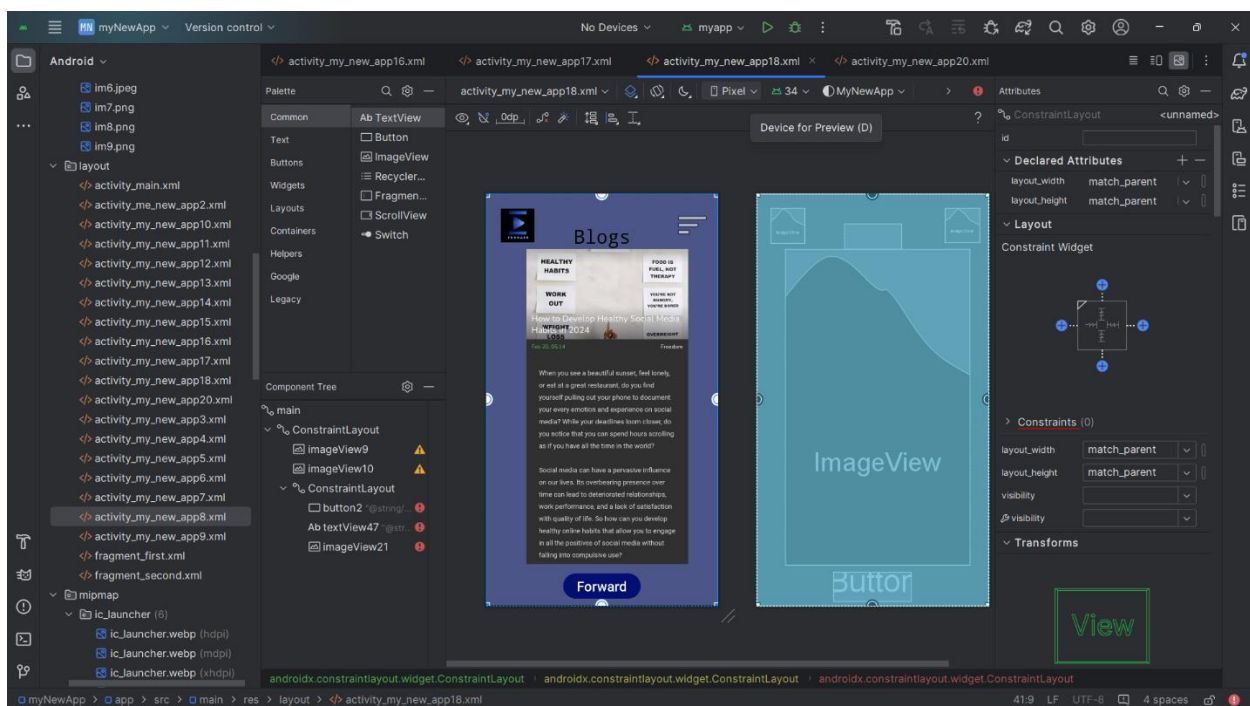 MN myNewApp Version control No Devices myapp
Android
im6.jpeg
im7.png
im8.png
im9.png
layout
activity_main.xml
activity_me_new_app2.xml
activity_my_new_app10.xml
activity_my_new_app11.xml
activity_my_new_app12.xml
activity_my_new_app13.xml
activity_my_new_app14.xml
activity_my_new_app15.xml
activity_my_new_app16.xml
activity_my_new_app17.xml
activity_my_new_app18.xml
activity_my_new_app20.xml
activity_my_new_app3.xml
activity_my_new_app4.xml
activity_my_new_app5.xml
activity_my_new_app6.xml
activity_my_new_app7.xml
activity_my_new_app8.xml
activity_my_new_app9.xml
fragment_first.xml
fragment_second.xml
mipmap
ic_launcher (6)
ic_launcher.webp (hdpi)
ic_launcher.webp (mdpi)
ic_launcher.webp (xhdpi)
activity_my_new_app16.xml activity_my_new_app17.xml activity_my_new_app18.xml activity_my_new_app20.xml
Palette
Common
Text
Buttons
Widgets
Layouts
Containers
Helpers
Google
Legacy
Ab TextView
Button
ImageView
Recycler...
Fragmen...
ScrollView
Switch
Component Tree
main
ConstraintLayout
imageView9
imageView10
ConstraintLayout
button2 "@string/...
Ab textView47 "@str...
imageView21
activity_my_new_app18.xml Pixel 34 MyNewApp
0dp
Device for Preview (D)
Blogs
HEALTHY
HABITS
FOOD IS
FUEL, NOT
THERAPY
WORK
OUT
WEIGHT
LOSS
OVERWEIGHT
How to Develop Healthy Social Media
Habits in 2024
Freedom
When you see a beautiful sunset, feel lonely,
or eat at a great restaurant, do you find
yourself pulling out your phone to document
your every emotion and experience on social
media? While your deadlines loom closer, do
you notice that you can spend hours scrolling
as if you have all the time in the world?
Social media can have a pervasive influence
on our lives. Its overbearing presence over
time can lead to deteriorated relationships,
work performance, and a lack of satisfaction
with quality of life. So how can you develop
healthy online habits that allow you to engage
in all the positives of social media without
falling into compulsive use?
Forward
ImageView
ImageView
ImageView
Button
Attributes
ConstraintLayout <unnamed>
id
Declared Attributes
layout_width match_parent
layout_height match_parent
Layout
Constraint Widget
Constraints (0)
layout_width match_parent
layout_height match_parent
visibility
visibility
Transforms
View
androidx.constraintlayout.widget.ConstraintLayout androidx.constraintlayout.widget.ConstraintLayout androidx.constraintlayout.widget.ConstraintLayout
myNewApp > app > src > main > res > layout > activity_my_new_app18.xml 41:9 LF UTF-8 4 spaces